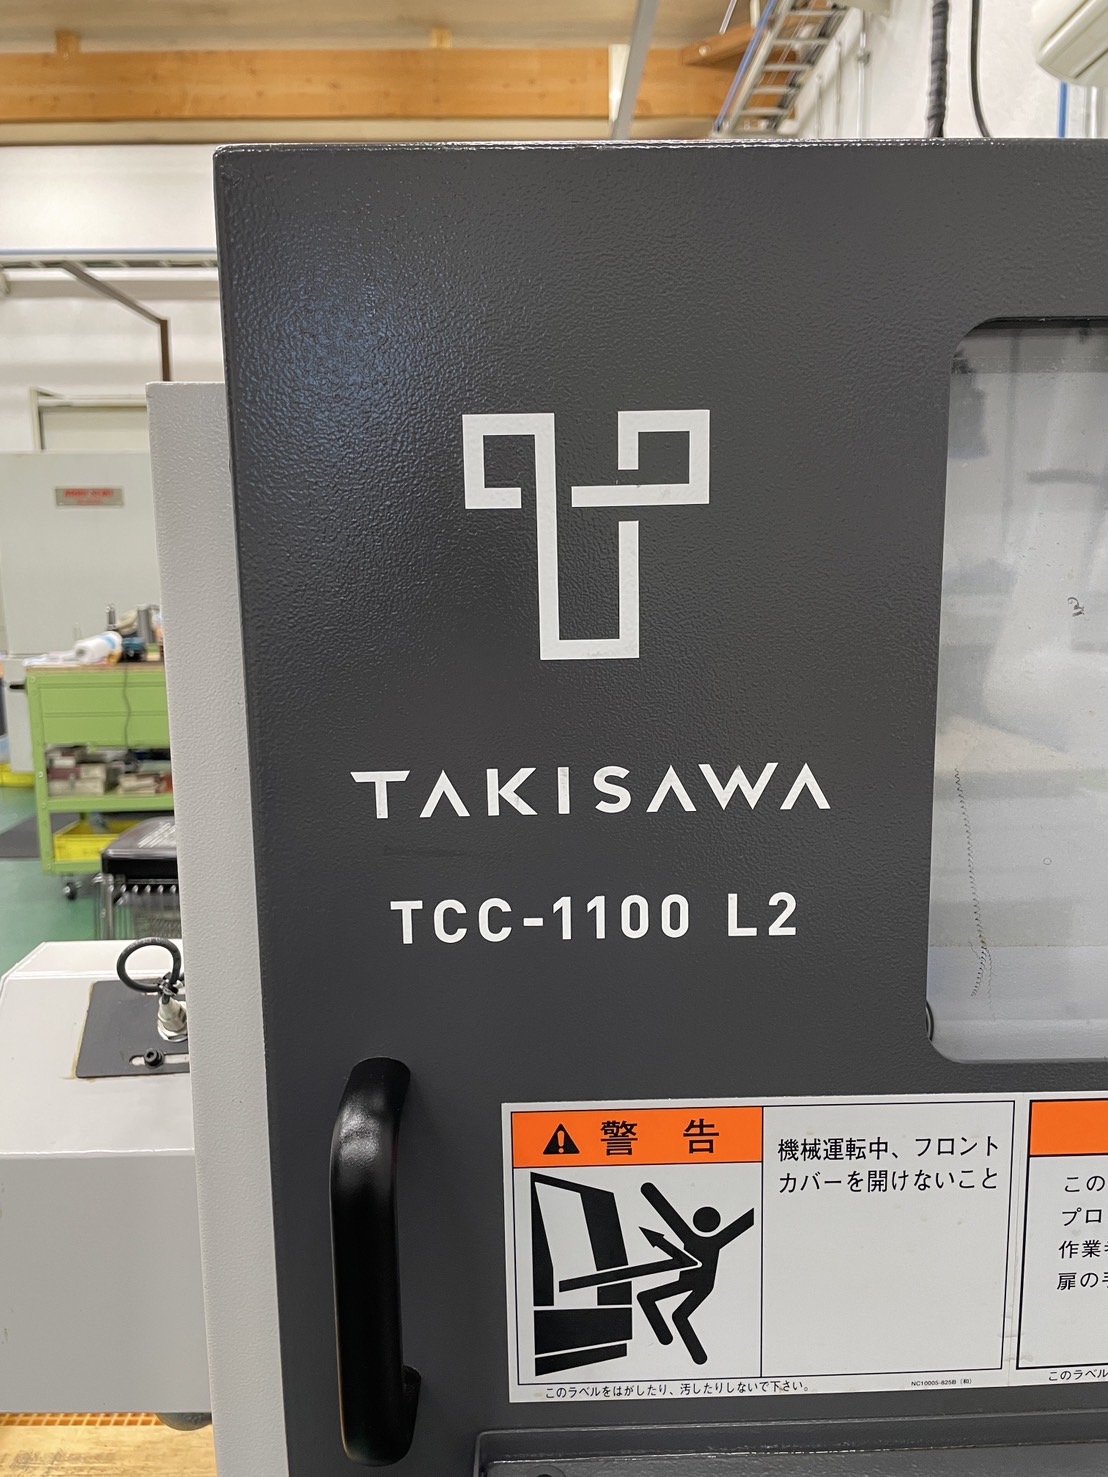 TAKISAWA
TCC-1100 L2
警 告
機械運転中、フロント
カバーを開けないこと
このラベルをはがしたり、汚したりしないで下さい。
NC10005-825B (和)
この
プロ
作業
扉の
このラベル